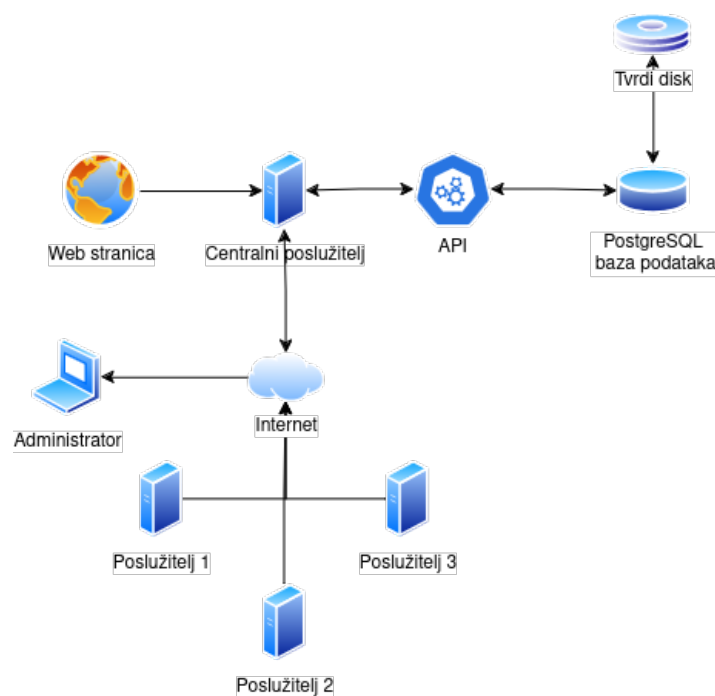 Tvrdi disk
Web stranica
Centralni poslužitelj
API
PostgreSQL
baza podataka
Administrator
Internet
Poslužitelj 1
Poslužitelj 3
Poslužitelj 2